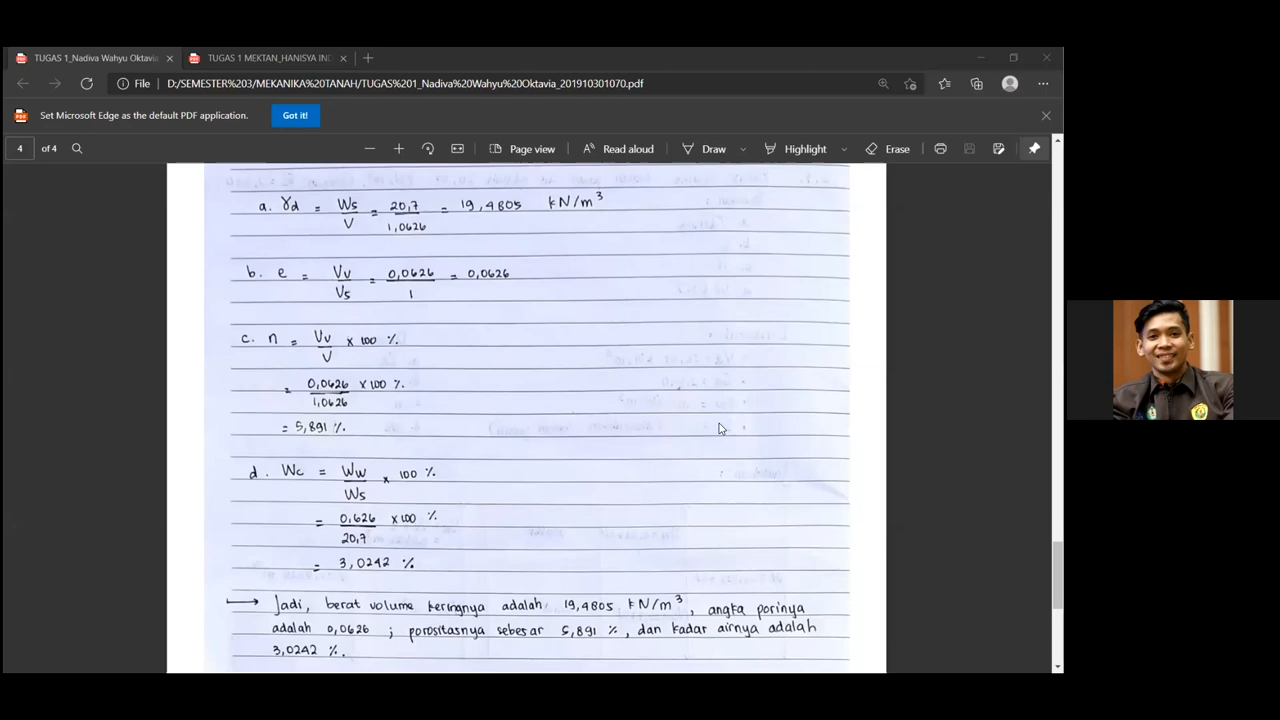 TUGAS 1_Nadiva Wahyu Oktavia
TUGAS 1 MEKTAN_HANISYA IND
File
D:/SEMESTER%203/MEKANIKA%20TANAH/TUGAS%201_Nadiva%20Wahyu%20Oktavia_201910301070.pdf
Set Microsoft Edge as the default PDF application.
Got it!
4 of 4
Page view
Read aloud
Draw
Highlight
Erase
a. γd = Ws/V = 20,7/1,0626 = 19,4805 kN/m³
b. e = Vv/Vs = 0,0626/1 = 0,0626
c. n = Vv/V × 100 %
= 0,0626/1,0626 × 100 %
= 5,891 %
d. Wc = Ww/Ws × 100 %
= 0,626/20,7 × 100 %
= 3,0242 %
→ Jadi, berat volume keringnya adalah 19,4805 kN/m³, angka porinya
adalah 0,0626 ; porositasnya sebesar 5,891 %, dan kadar airnya adalah
3,0242 %.